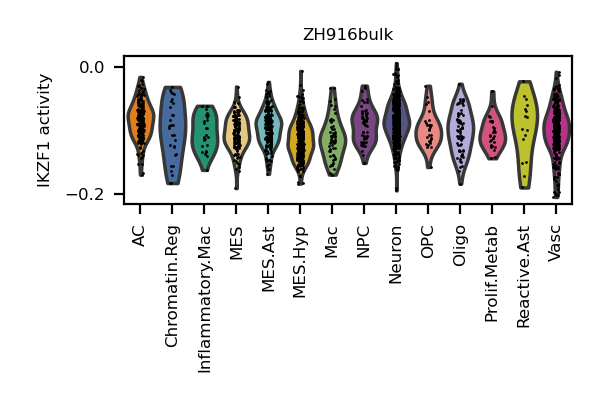 ZH916bulk
IKZF1 activity
0.0
−0.2
AC
Chromatin.Reg
Inflammatory.Mac
MES
MES.Ast
MES.Hyp
Mac
NPC
Neuron
OPC
Oligo
Prolif.Metab
Reactive.Ast
Vasc